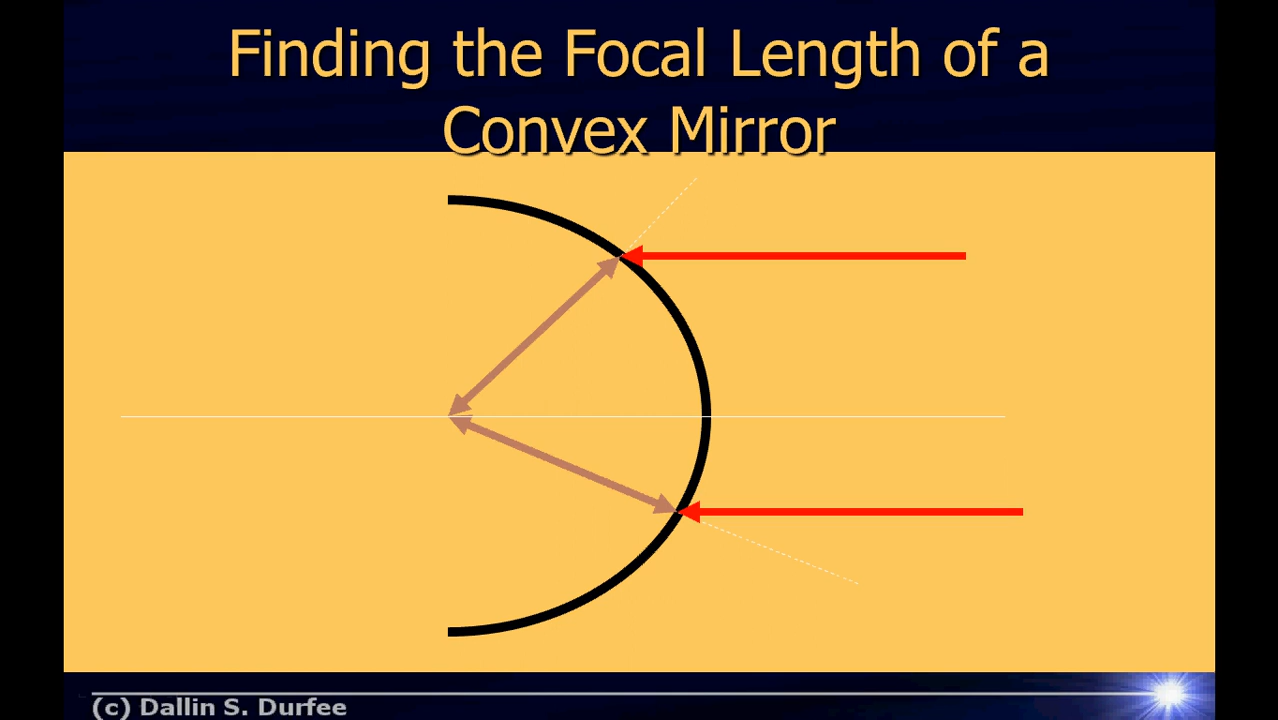 Finding the Focal Length of a
Convex Mirror
(c) Dallin S. Durfee